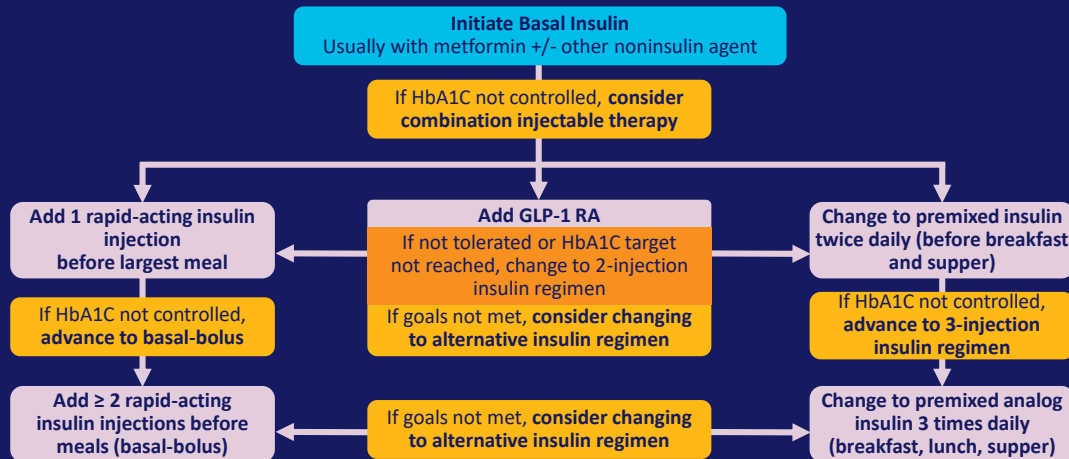 Initiate Basal Insulin
Usually with metformin +/- other noninsulin agent
If HbA1C not controlled, consider
combination injectable therapy
Add 1 rapid-acting insulin
injection
before largest meal
Add GLP-1 RA
If not tolerated or HbA1C target
not reached, change to 2-injection
insulin regimen
If goals not met, consider changing
to alternative insulin regimen
Change to premixed insulin
twice daily (before breakfast
and supper)
If HbA1C not controlled,
advance to basal-bolus
If HbA1C not controlled,
advance to 3-injection
insulin regimen
Add ≥ 2 rapid-acting
insulin injections before
meals (basal-bolus)
If goals not met, consider changing
to alternative insulin regimen
Change to premixed analog
insulin 3 times daily
(breakfast, lunch, supper)